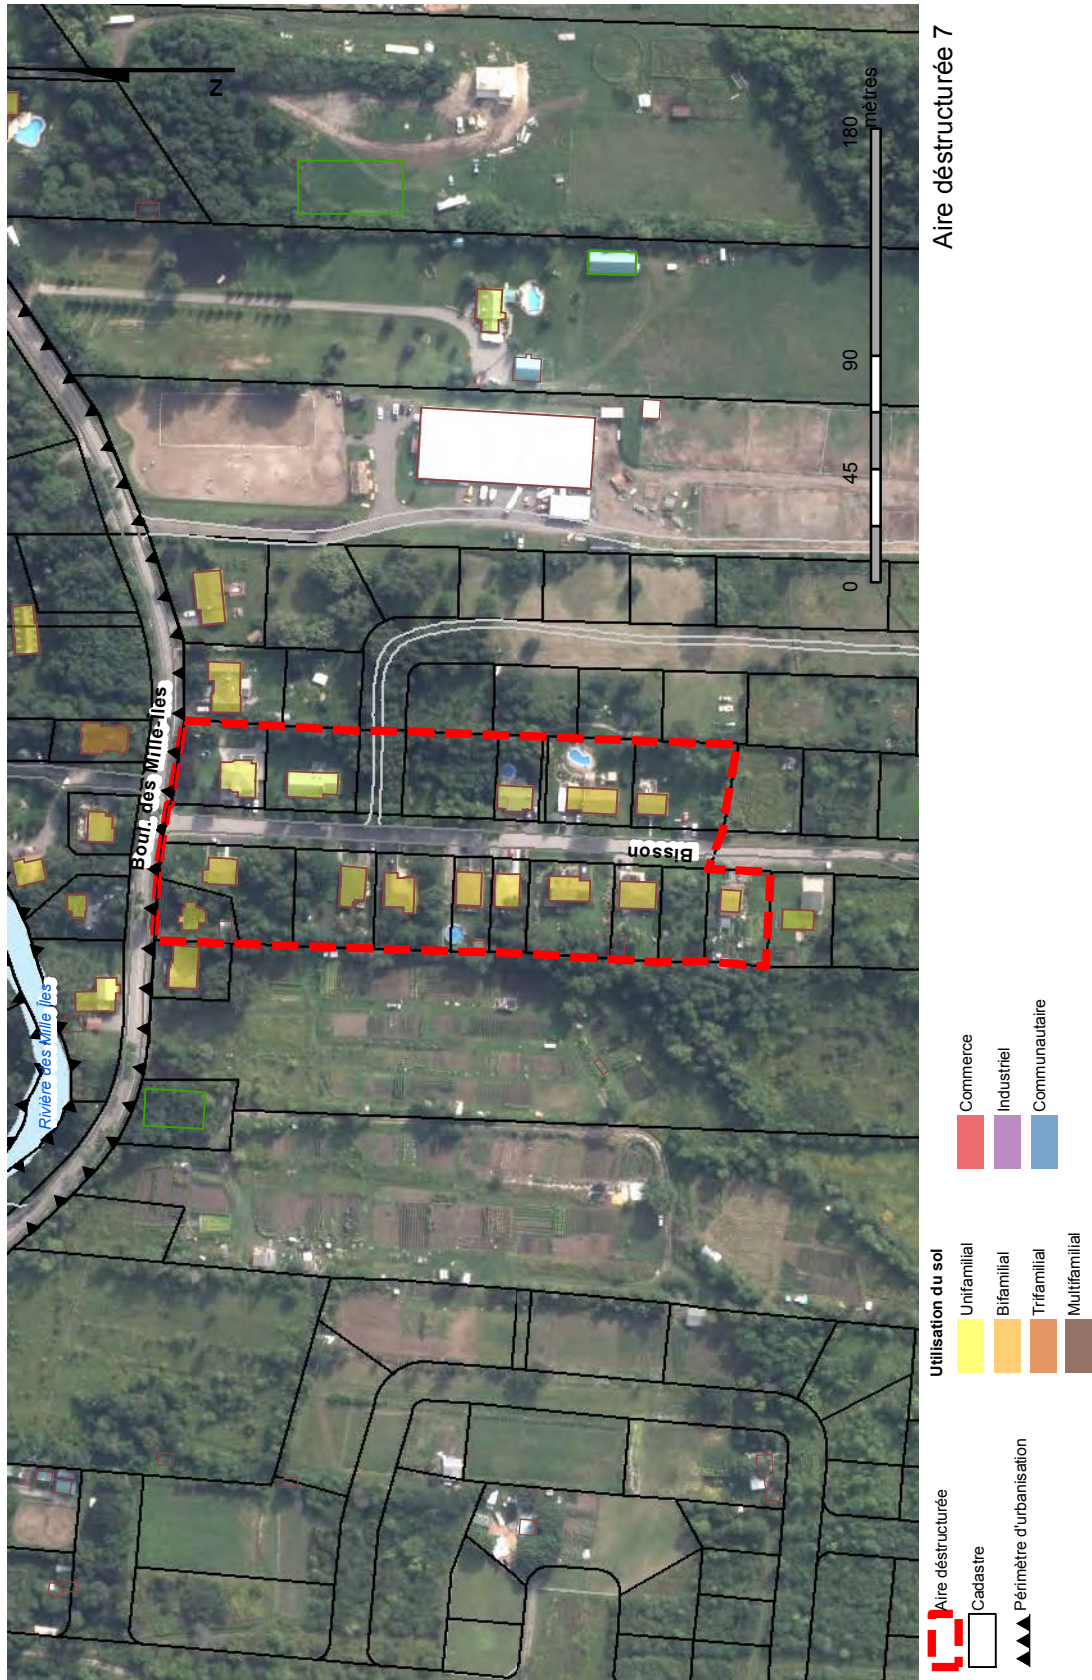 N
Boul. des Mille-Îles
Rivière des Mille Îles
Bisson
0
45
90
180
mètres
Aire déstructurée 7
Aire déstructurée
Cadastre
Périmètre d'urbanisation
Utilisation du sol
Unifamilial
Bifamilial
Trifamilial
Multifamilial
Commerce
Industriel
Communautaire